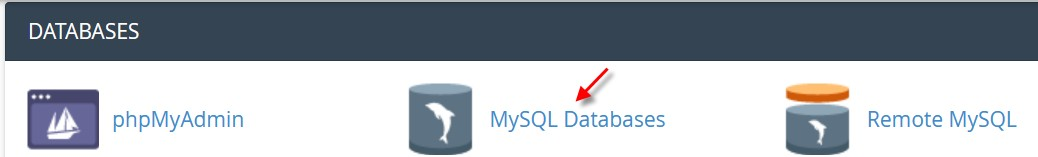 DATABASES
phpMyAdmin
MySQL Databases
Remote MySQL